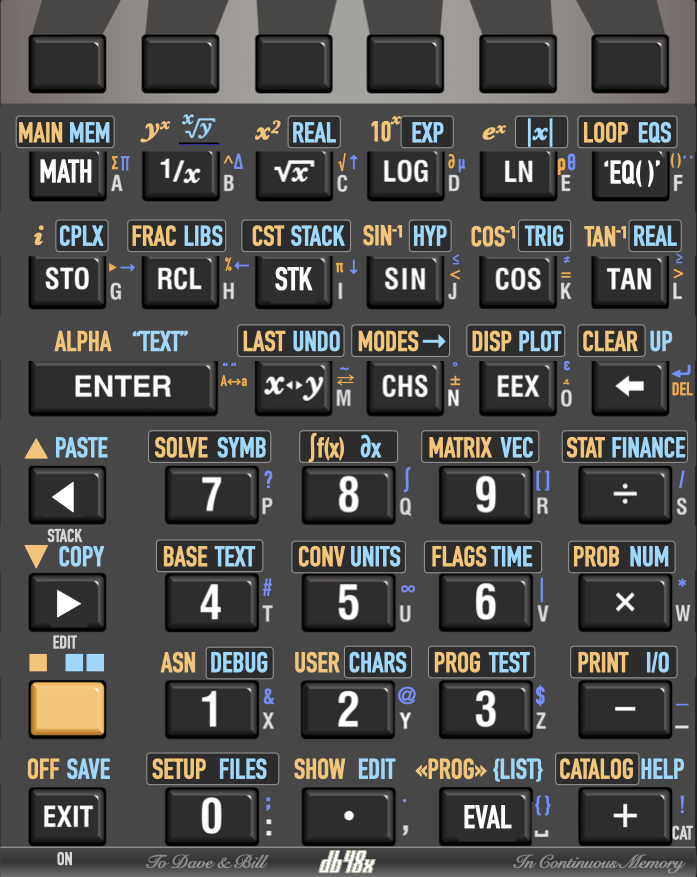 MAIN MEM yˣ ˣ√y x² REAL 10ˣ EXP eˣ |x| LOOP EQS
MATH Σ π A 1/x ^ Δ B √x √ ↑ C LOG ∂ μ D LN ρ θ E 'EQ()' () F
i CPLX FRAC LIBS CST STACK SIN⁻¹ HYP COS⁻¹ TRIG TAN⁻¹ REAL
STO ▶ → G RCL % ← H STK π ↓ I SIN ≤ < J COS ≠ = K TAN ≥ > L
ALPHA "TEXT" LAST UNDO MODES → DISP PLOT CLEAR UP
ENTER "" A↔a x↔y ~ ⇄ M CHS ° ± N EEX ε ∡ O ← ↵ DEL
▲ PASTE SOLVE SYMB ∫f(x) ∂x MATRIX VEC STAT FINANCE
◀ 7 ? P 8 ∫ Q 9 [] R ÷ / S
STACK
▼ COPY BASE TEXT CONV UNITS FLAGS TIME PROB NUM
▶ 4 # T 5 ∞ U 6 | V × * W
EDIT
ASN DEBUG USER CHARS PROG TEST PRINT I/O
1 & X 2 @ Y 3 $ Z − _ _
OFF SAVE SETUP FILES SHOW EDIT «PROG» {LIST} CATALOG HELP
EXIT 0 ; : . · , EVAL {} ␣ + ! CAT
ON To Dave & Bill db48x In Continuous Memory